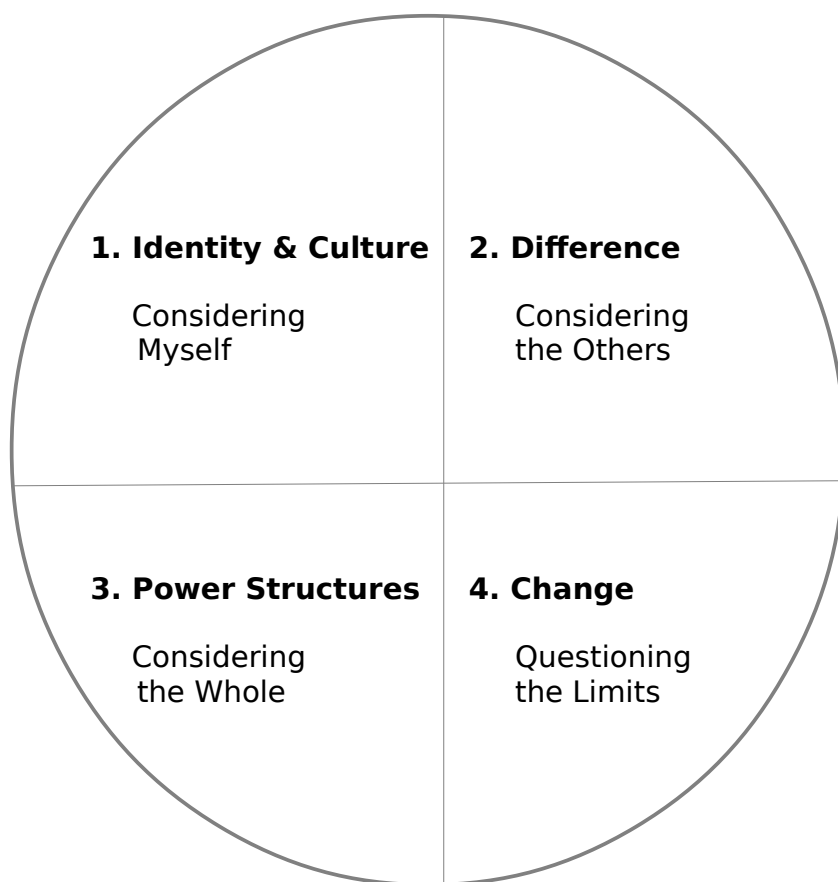 1. Identity & Culture
Considering
Myself
2. Difference
Considering
the Others
3. Power Structures
Considering
the Whole
4. Change
Questioning
the Limits